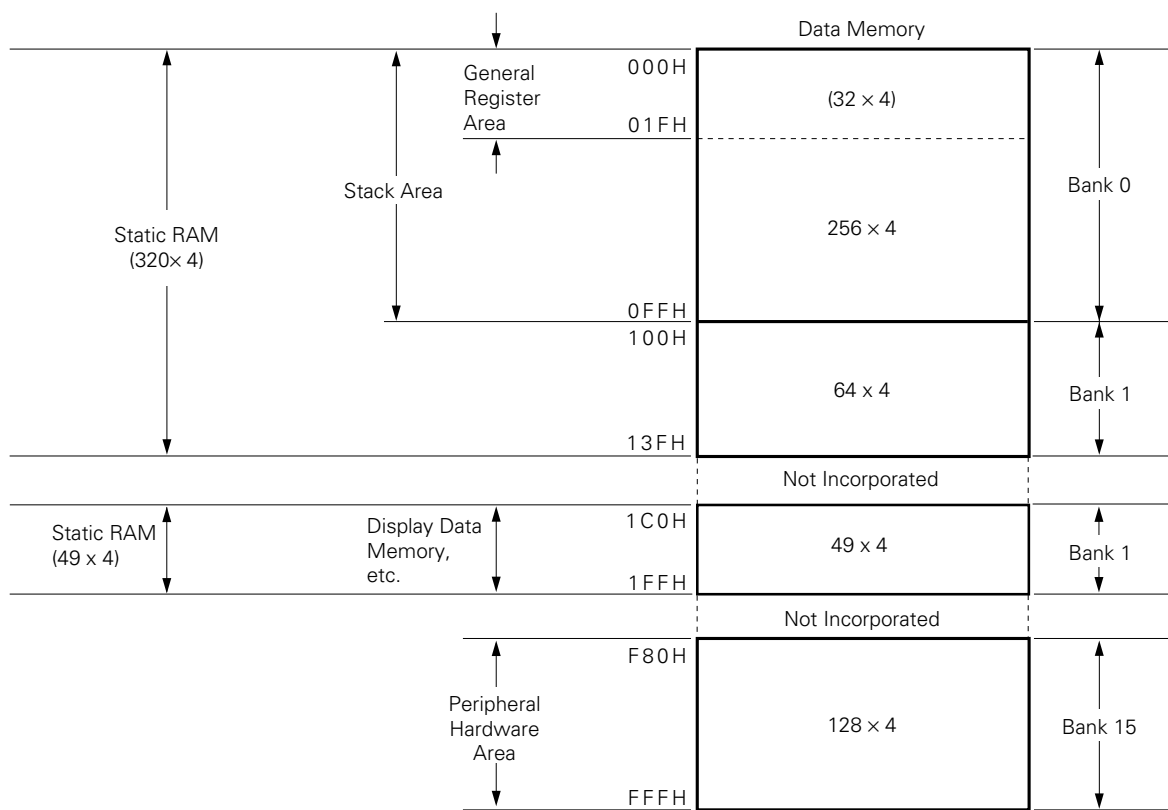 Data Memory
000H
General
Register
Area
(32 × 4)
01FH
Stack Area
Bank 0
Static RAM
(320× 4)
256 × 4
0FFH
100H
64 x 4
Bank 1
13FH
Not Incorporated
Static RAM
(49 x 4)
Display Data
Memory,
etc.
1C0H
49 × 4
Bank 1
1FFH
Not Incorporated
F80H
Peripheral
Hardware
Area
128 × 4
Bank 15
FFFH